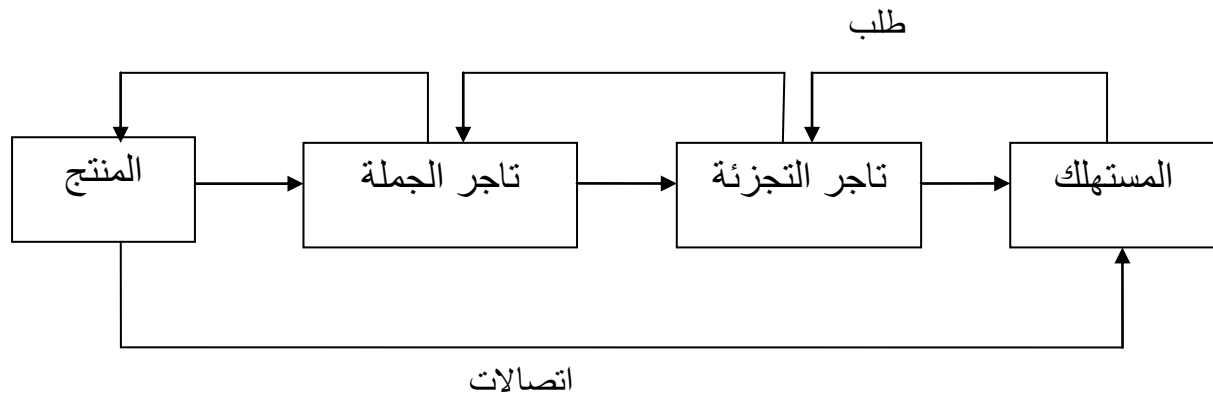 طلب
المنتج
تاجر الجملة
تاجر التجزئة
المستهلك
اتصالات